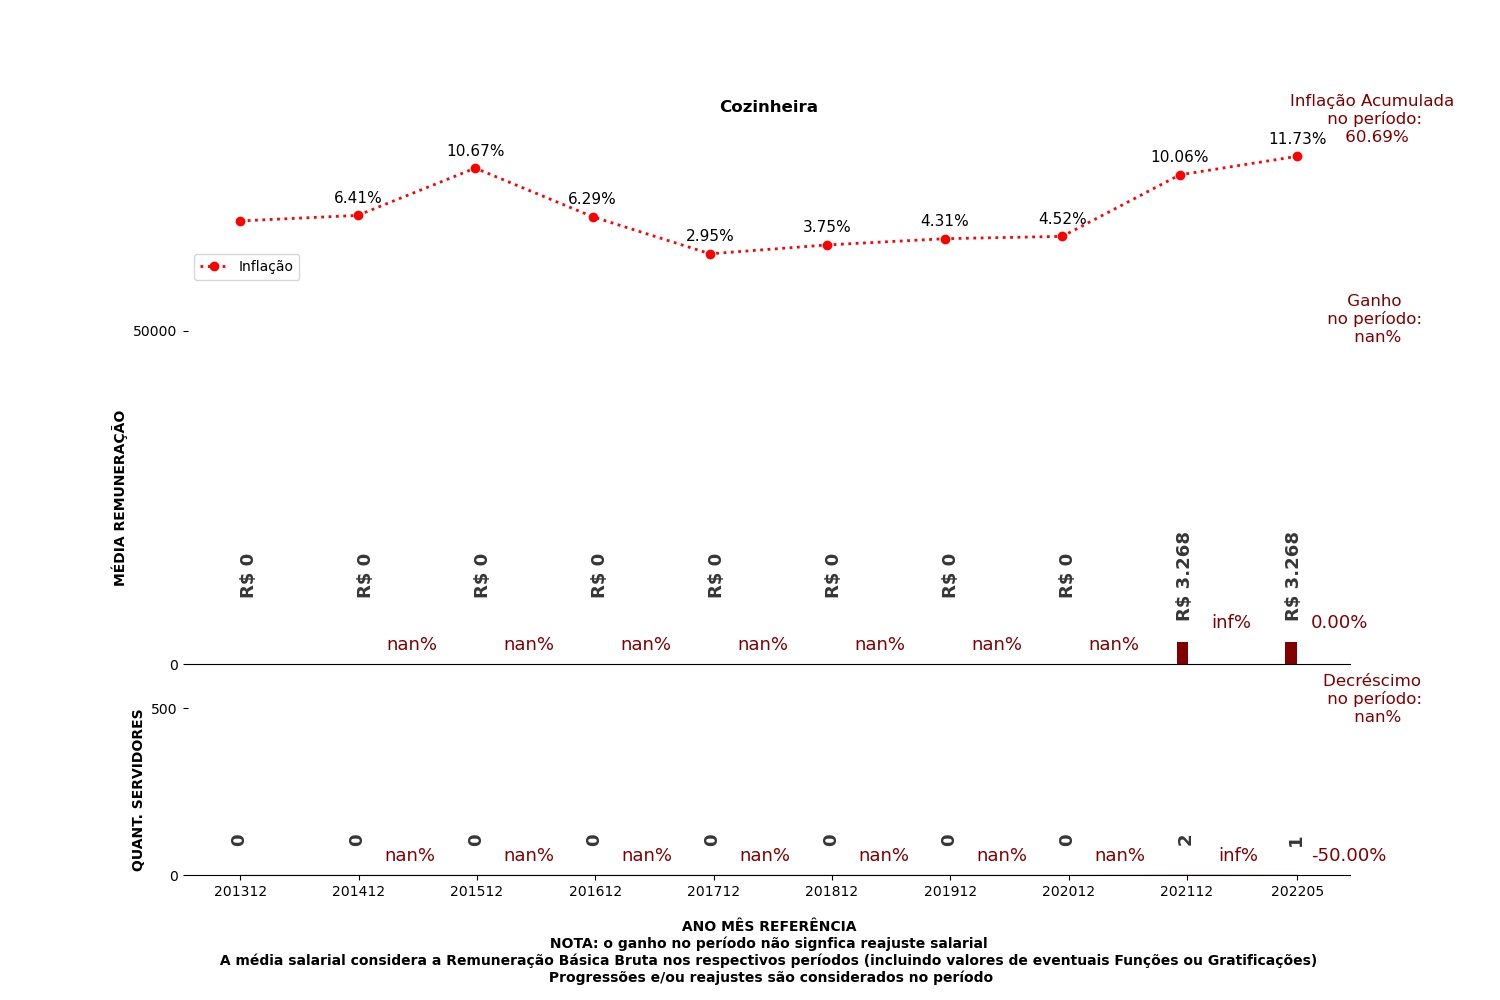 Cozinheira
Inflação Acumulada
no período:
60.69%
6.41%
10.67%
6.29%
2.95%
3.75%
4.31%
4.52%
10.06%
11.73%
Inflação
Ganho
no período:
nan%
50000
0
MÉDIA REMUNERAÇÃO
R$ 0
R$ 0
R$ 0
R$ 0
R$ 0
R$ 0
R$ 0
R$ 0
R$ 3.268
R$ 3.268
nan%
nan%
nan%
nan%
nan%
nan%
nan%
inf%
0.00%
Decréscimo
no período:
nan%
500
0
QUANT. SERVIDORES
0
0
0
0
0
0
0
0
2
1
nan%
nan%
nan%
nan%
nan%
nan%
nan%
inf%
-50.00%
201312
201412
201512
201612
201712
201812
201912
202012
202112
202205
ANO MÊS REFERÊNCIA
NOTA: o ganho no período não signfica reajuste salarial
A média salarial considera a Remuneração Básica Bruta nos respectivos períodos (incluindo valores de eventuais Funções ou Gratificações)
Progressões e/ou reajustes são considerados no período